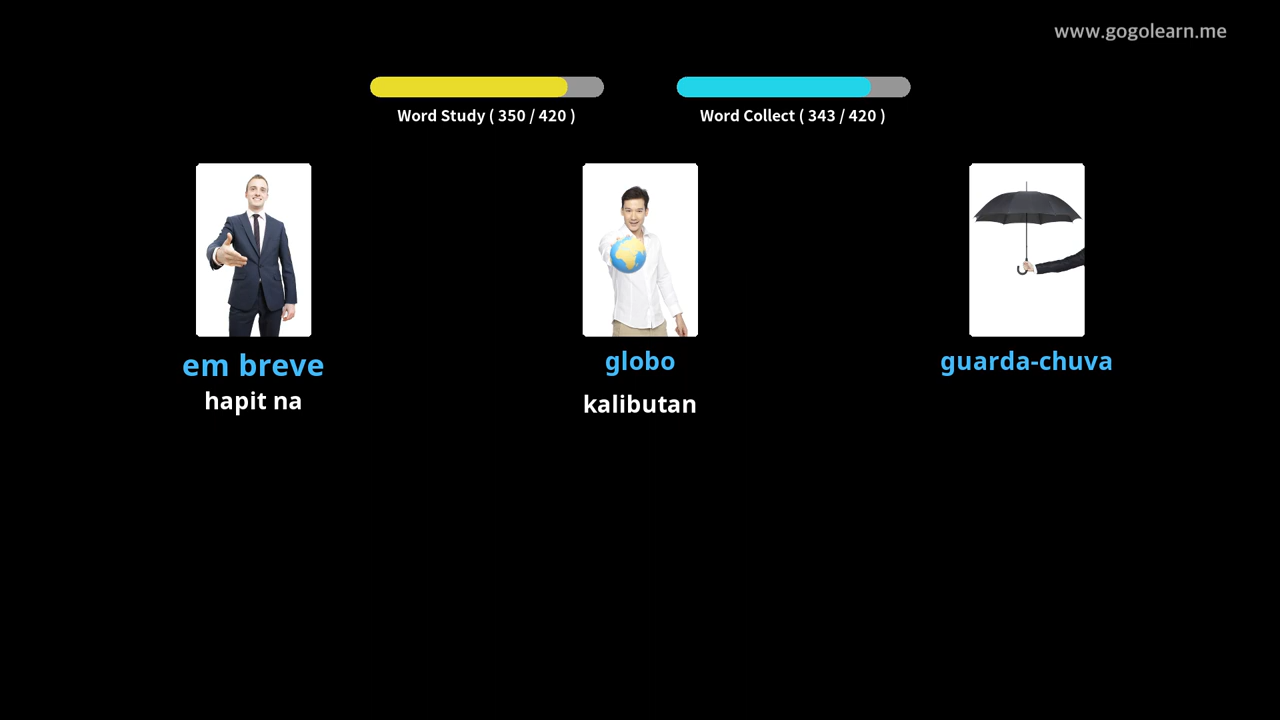 www.gogolearn.me
Word Study ( 350 / 420 )
Word Collect ( 343 / 420 )
em breve
hapit na
globo
kalibutan
guarda-chuva